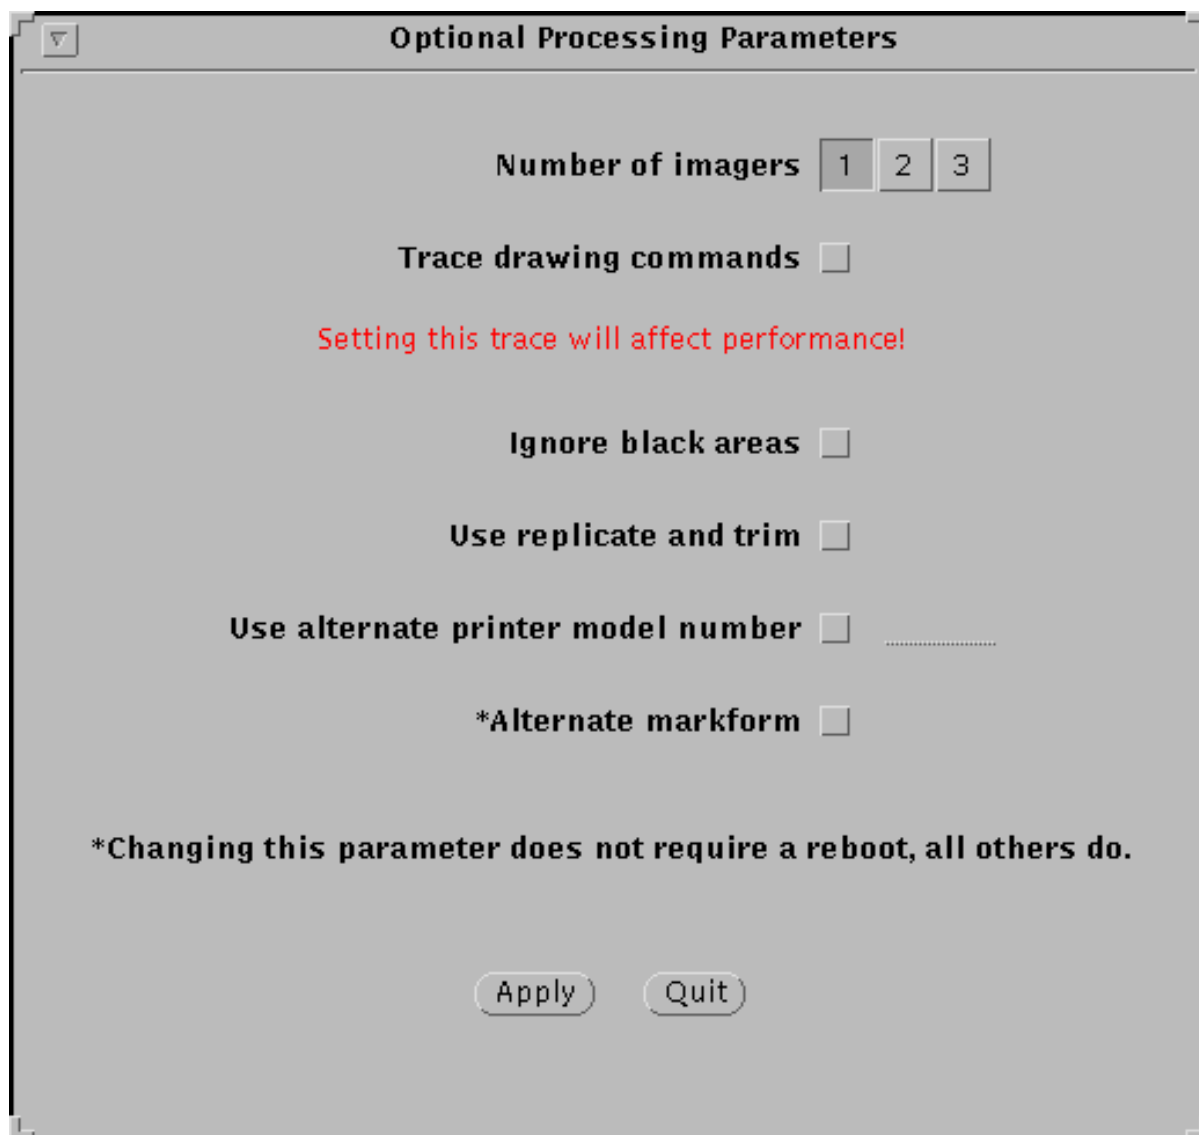 Optional Processing Parameters
Number of imagers 1 2 3
Trace drawing commands
Setting this trace will affect performance!
Ignore black areas
Use replicate and trim
Use alternate printer model number
*Alternate markform
*Changing this parameter does not require a reboot, all others do.
Apply Quit